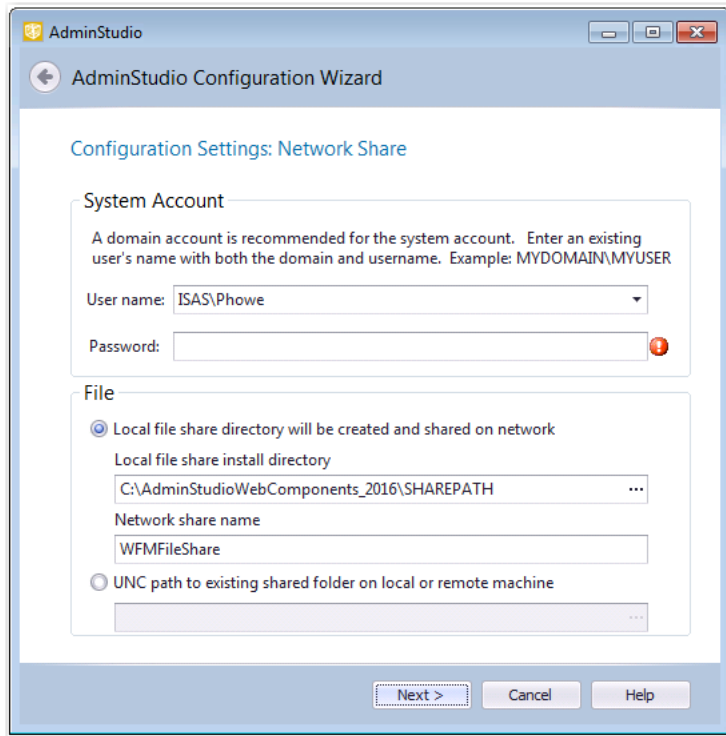 AdminStudio
AdminStudio Configuration Wizard
Configuration Settings: Network Share
System Account
A domain account is recommended for the system account. Enter an existing
user's name with both the domain and username. Example: MYDOMAIN\MYUSER
User name: ISAS\Phowe
Password:
File
Local file share directory will be created and shared on network
Local file share install directory
C:\AdminStudioWebComponents_2016\SHAREPATH ...
Network share name
WFMFileShare
UNC path to existing shared folder on local or remote machine
...
Next > Cancel Help